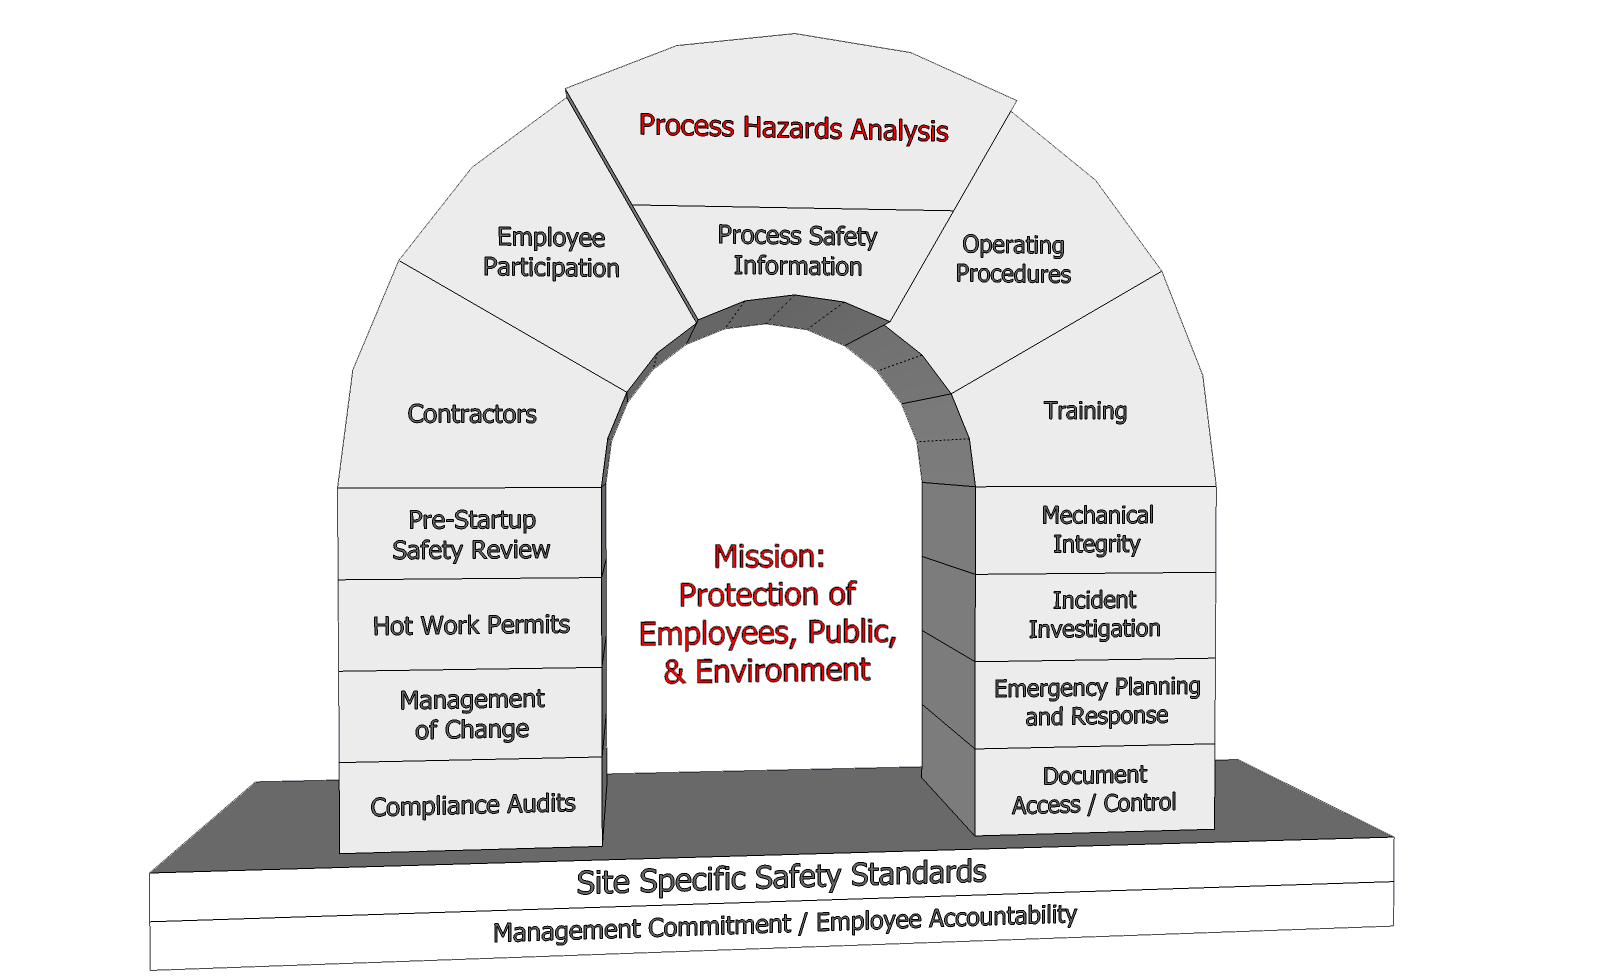 Process Hazards Analysis
Process Safety
Information
Employee
Participation
Operating
Procedures
Contractors
Training
Pre-Startup
Safety Review
Mechanical
Integrity
Hot Work Permits
Incident
Investigation
Management
of Change
Emergency Planning
and Response
Compliance Audits
Document
Access / Control
Mission:
Protection of
Employees, Public,
& Environment
Site Specific Safety Standards
Management Commitment / Employee Accountability